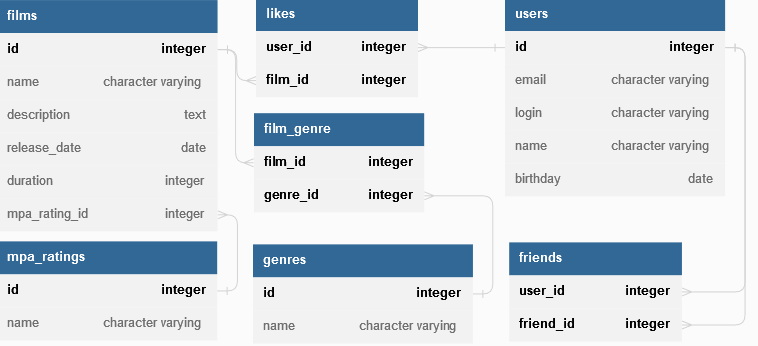 films
id integer
name character varying
description text
release_date date
duration integer
mpa_rating_id integer
mpa_ratings
id integer
name character varying
likes
user_id integer
film_id integer
film_genre
film_id integer
genre_id integer
genres
id integer
name character varying
users
id integer
email character varying
login character varying
name character varying
birthday date
friends
user_id integer
friend_id integer